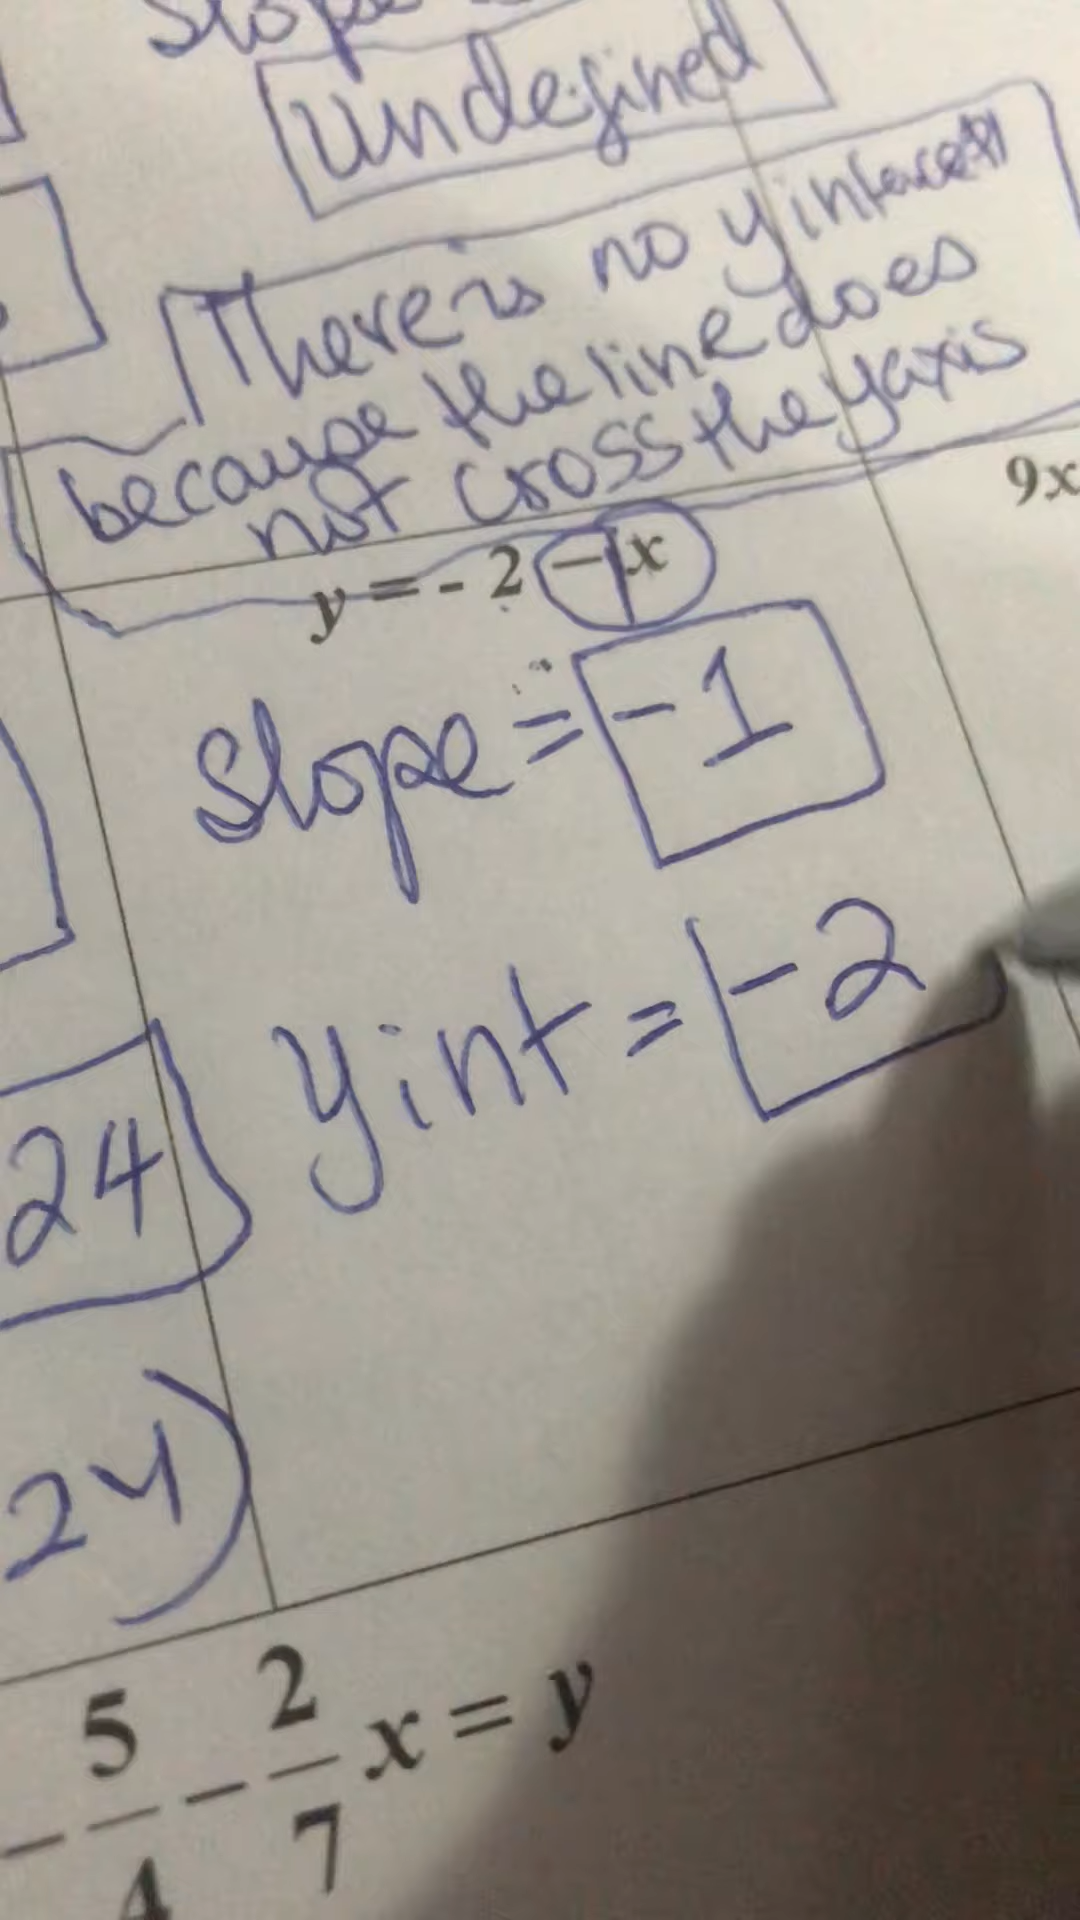 Slope
undefined
There is no y intercept
because the line does
not cross the y axis
9x
y = - 2 - 1x
Slope = -1
y int = -2
24
24)
- 5/4 - 2/7 x = y